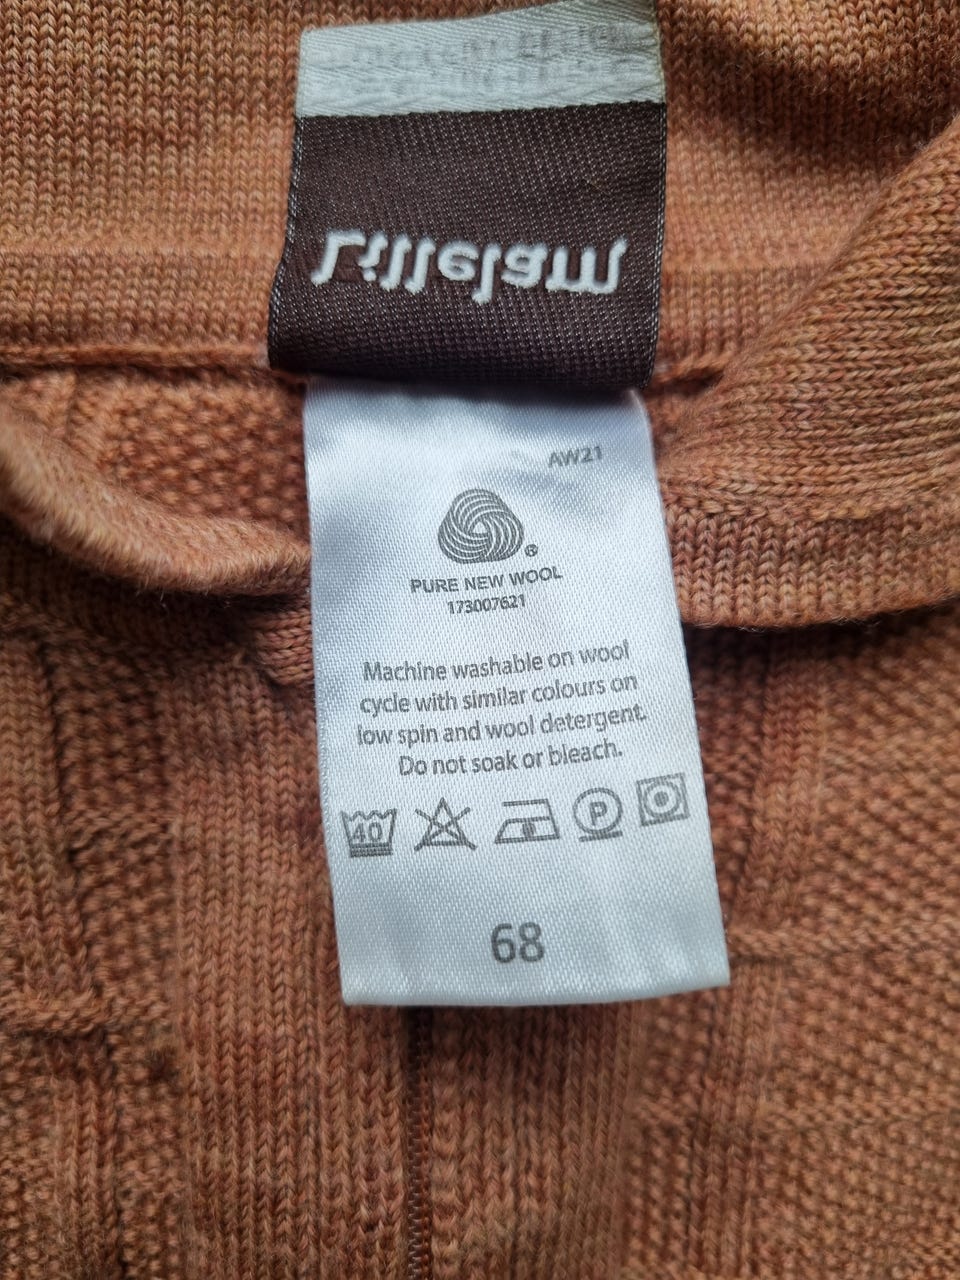 Lillelam
AW21
®
PURE NEW WOOL
173007621
Machine washable on wool
cycle with similar colours on
low spin and wool detergent.
Do not soak or bleach.
40 P
68